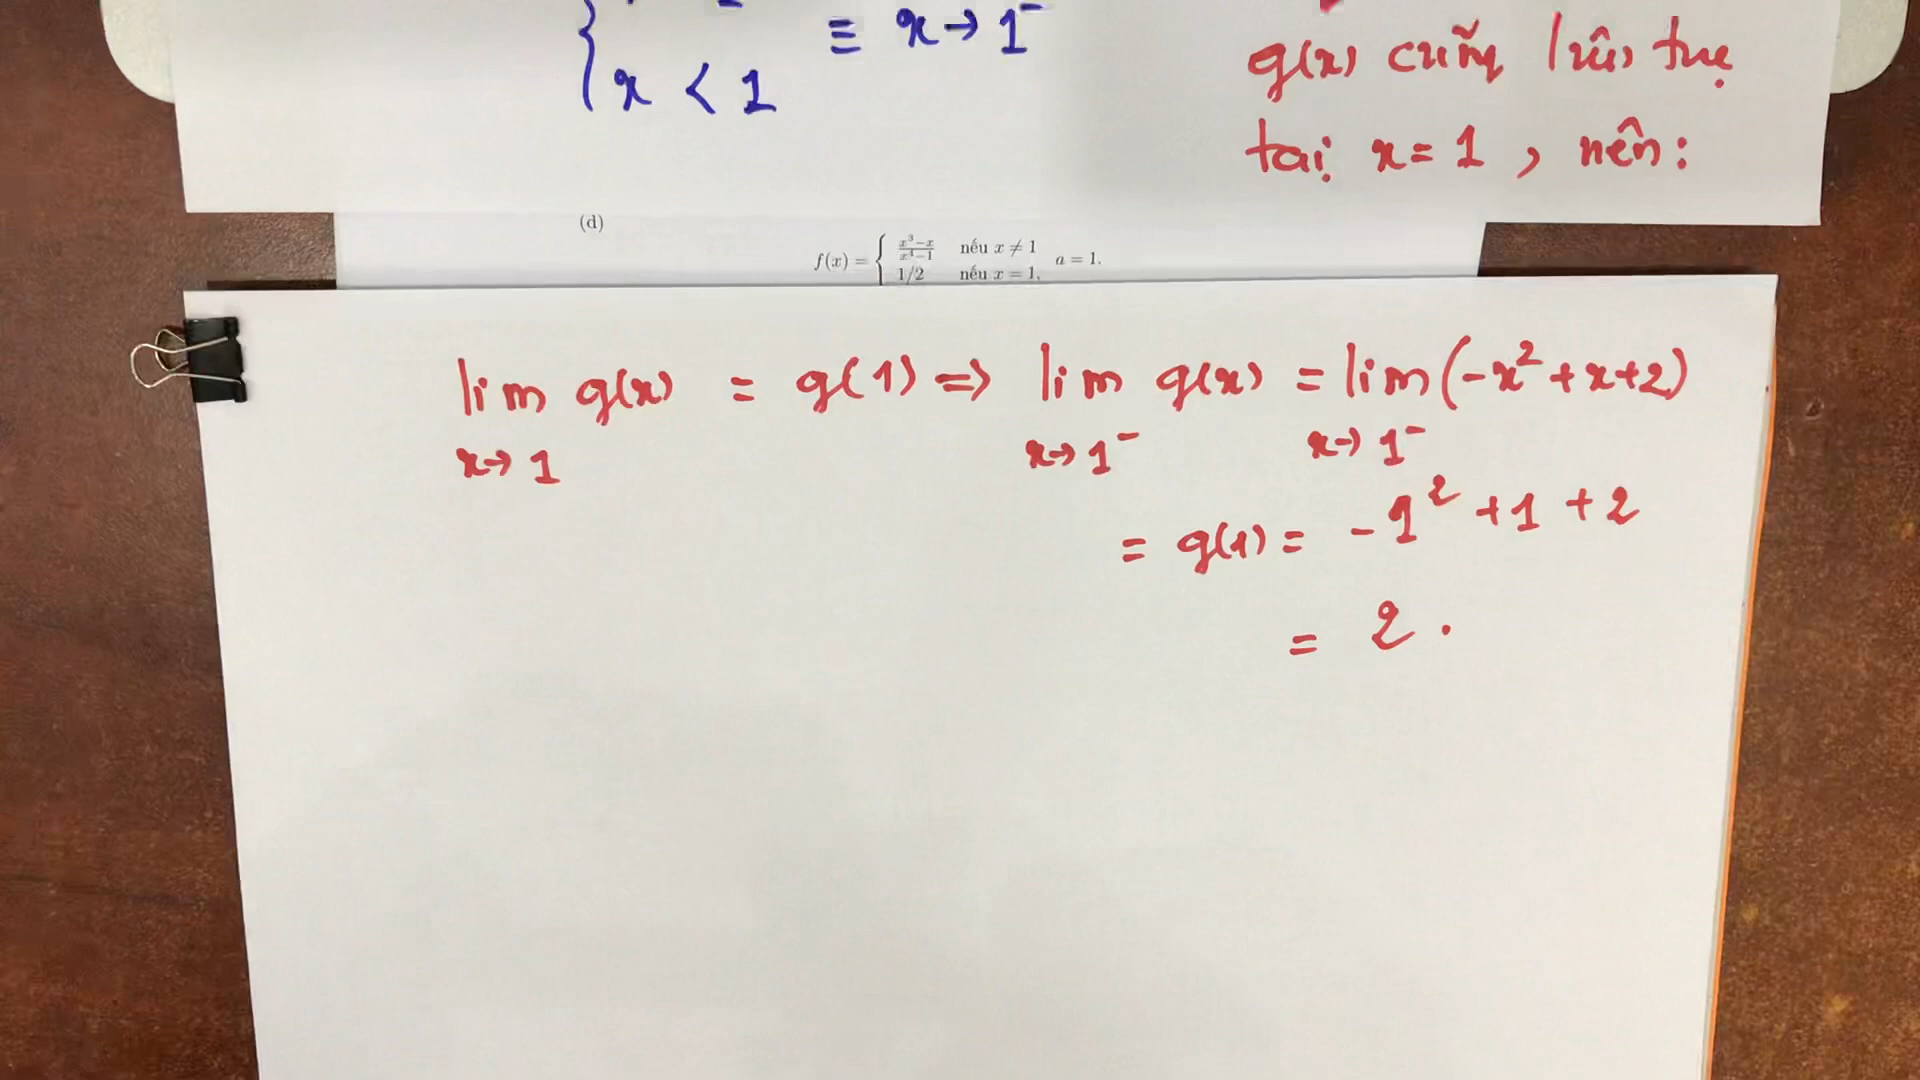 ≡ x → 1⁻
x < 1
g(x) cũng liên tục
tại x = 1, nên:
(d)
f(x) = { (x³−x)/(x⁴−1) nếu x ≠ 1
1/2 nếu x = 1, a = 1.
lim g(x) = g(1) ⇒ lim g(x) = lim (-x² + x + 2)
x → 1 x → 1⁻ x → 1⁻
= g(1) = -1² + 1 + 2
= 2 .